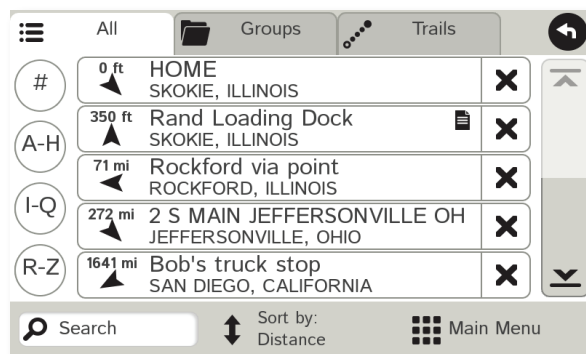 All
Groups
Trails
#
0 ft
HOME
SKOKIE, ILLINOIS
A-H
350 ft
Rand Loading Dock
SKOKIE, ILLINOIS
71 mi
Rockford via point
ROCKFORD, ILLINOIS
I-Q
272 mi
2 S MAIN JEFFERSONVILLE OH
JEFFERSONVILLE, OHIO
R-Z
1641 mi
Bob's truck stop
SAN DIEGO, CALIFORNIA
Search
Sort by:
Distance
Main Menu